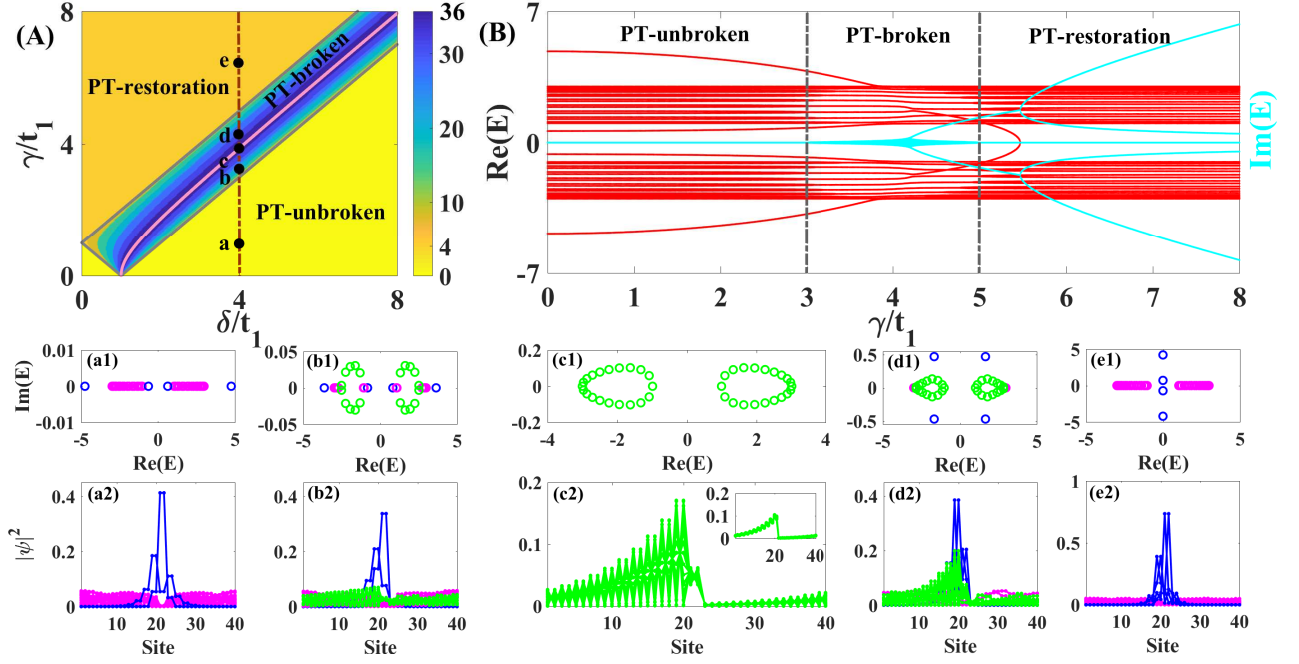 (A)
8
4
0
γ/t1
0
4
8
δ/t1
PT-restoration
PT-broken
PT-unbroken
e
d
c
b
a
36
30
20
10
4
0
(B)
7
0
-7
Re(E)
Im(E)
PT-unbroken
PT-broken
PT-restoration
0
1
2
3
4
5
6
7
8
γ/t1
(a1)
Im(E)
0.01
0
-0.01
-5
0
5
Re(E)
(b1)
0.05
0
-0.05
-5
0
5
Re(E)
(c1)
0.2
0
-0.2
-4
-2
0
2
4
Re(E)
(d1)
0.5
0
-0.5
-5
0
5
Re(E)
(e1)
5
0
-5
-5
0
5
Re(E)
(a2)
|ψ|²
0.4
0.2
0
10
20
30
40
Site
(b2)
0.4
0.2
0
10
20
30
40
Site
(c2)
0.2
0.1
0
10
20
30
40
Site
0.2
0.1
0
20
40
(d2)
0.4
0.2
0
10
20
30
40
Site
(e2)
1
0.5
0
10
20
30
40
Site